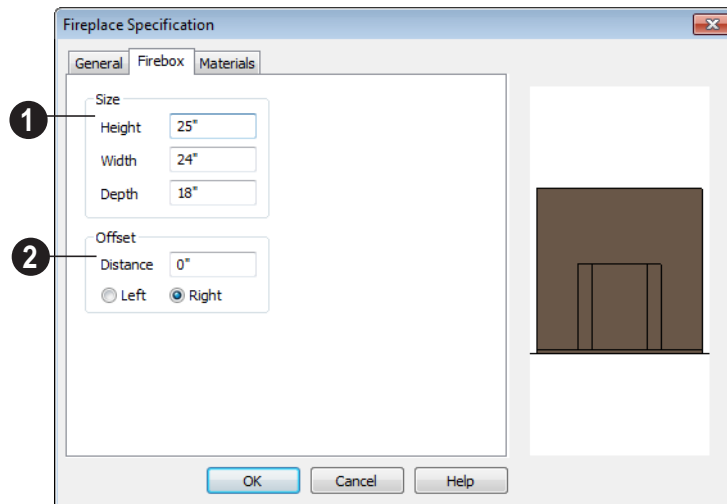 Fireplace Specification
General Firebox Materials
1
Size
Height 25"
Width 24"
Depth 18"
2
Offset
Distance 0"
Left Right
OK Cancel Help